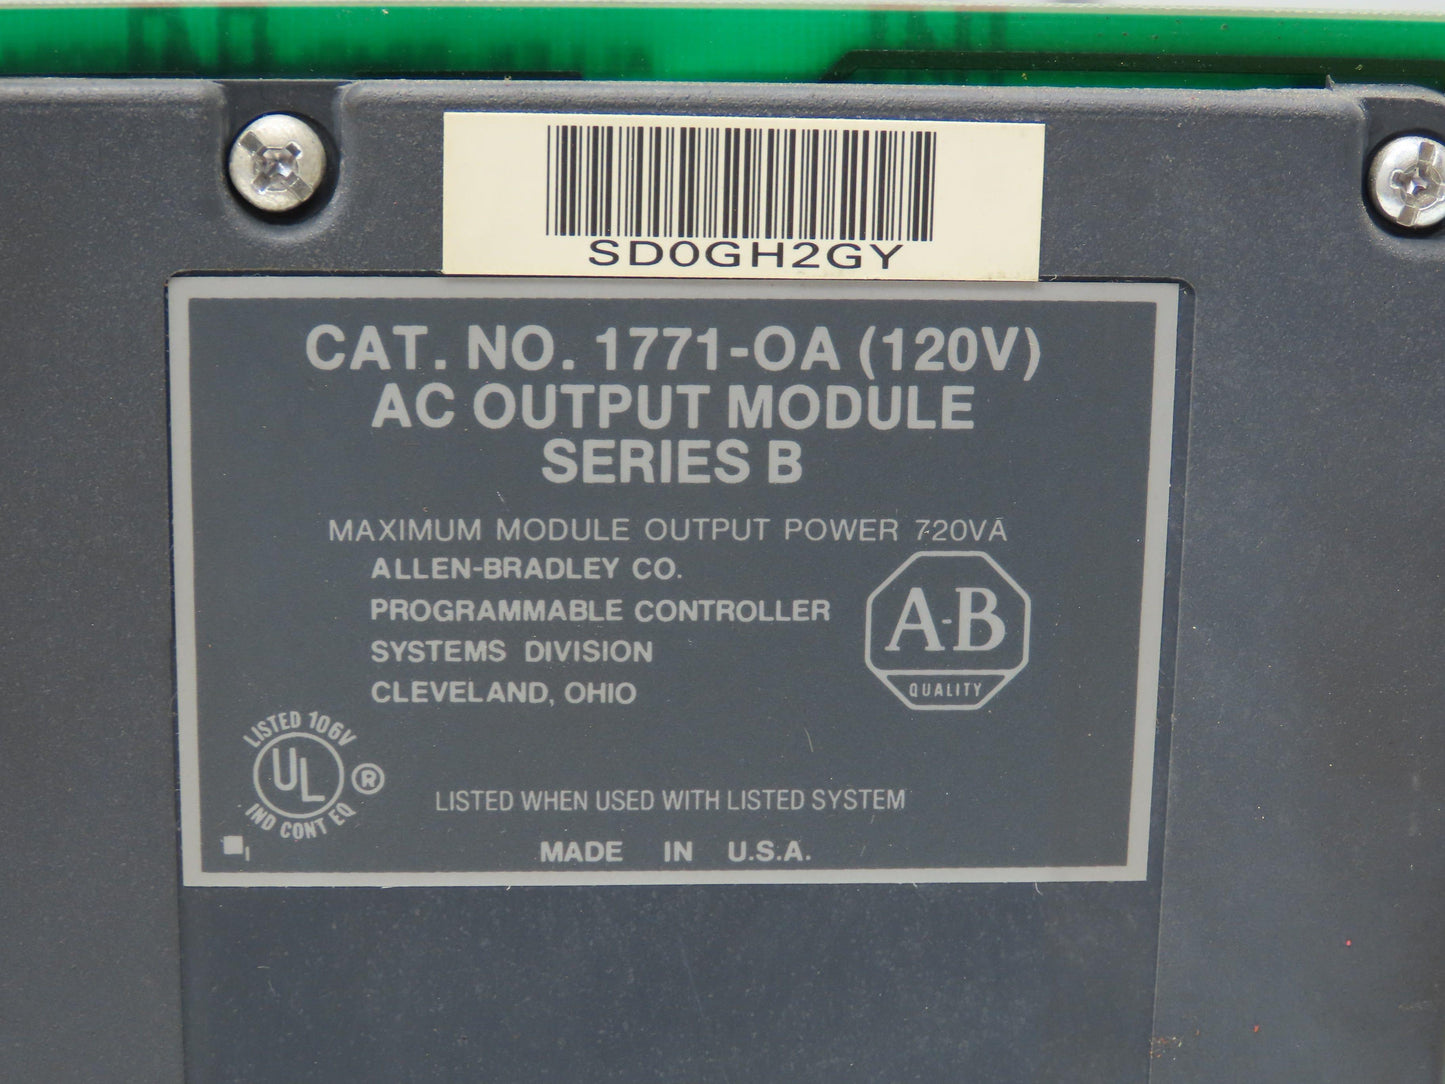 SD0GH2GY
CAT. NO. 1771-OA (120V)
AC OUTPUT MODULE
SERIES B
MAXIMUM MODULE OUTPUT POWER 720VA
ALLEN-BRADLEY CO.
PROGRAMMABLE CONTROLLER
SYSTEMS DIVISION
CLEVELAND, OHIO
A-B
QUALITY
LISTED 106V
UL ®
IND CONT EQ
LISTED WHEN USED WITH LISTED SYSTEM
MADE IN U.S.A.